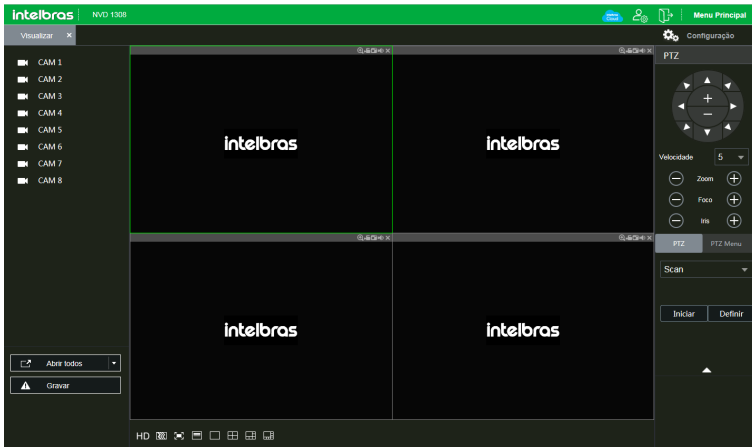 intelbras NVD 1308 Intelbras Cloud Menu Principal
Visualizar × Configuração
PTZ
CAM 1
CAM 2
CAM 3
CAM 4
CAM 5
CAM 6
CAM 7
CAM 8
intelbras intelbras
Velocidade 5
Zoom
Foco
Iris
PTZ PTZ Menu
Scan
Iniciar Definir
intelbras intelbras
Abrir todos
Gravar
HD